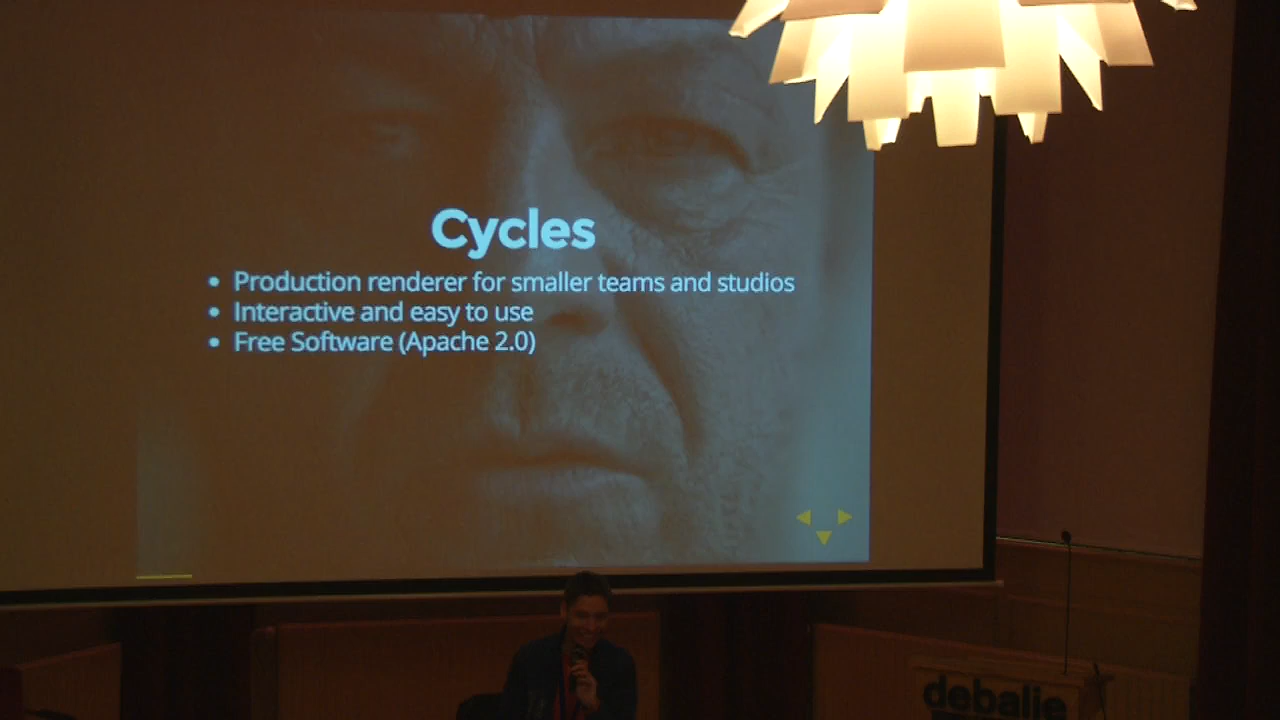 Cycles
• Production renderer for smaller teams and studios
• Interactive and easy to use
• Free Software (Apache 2.0)
debalie